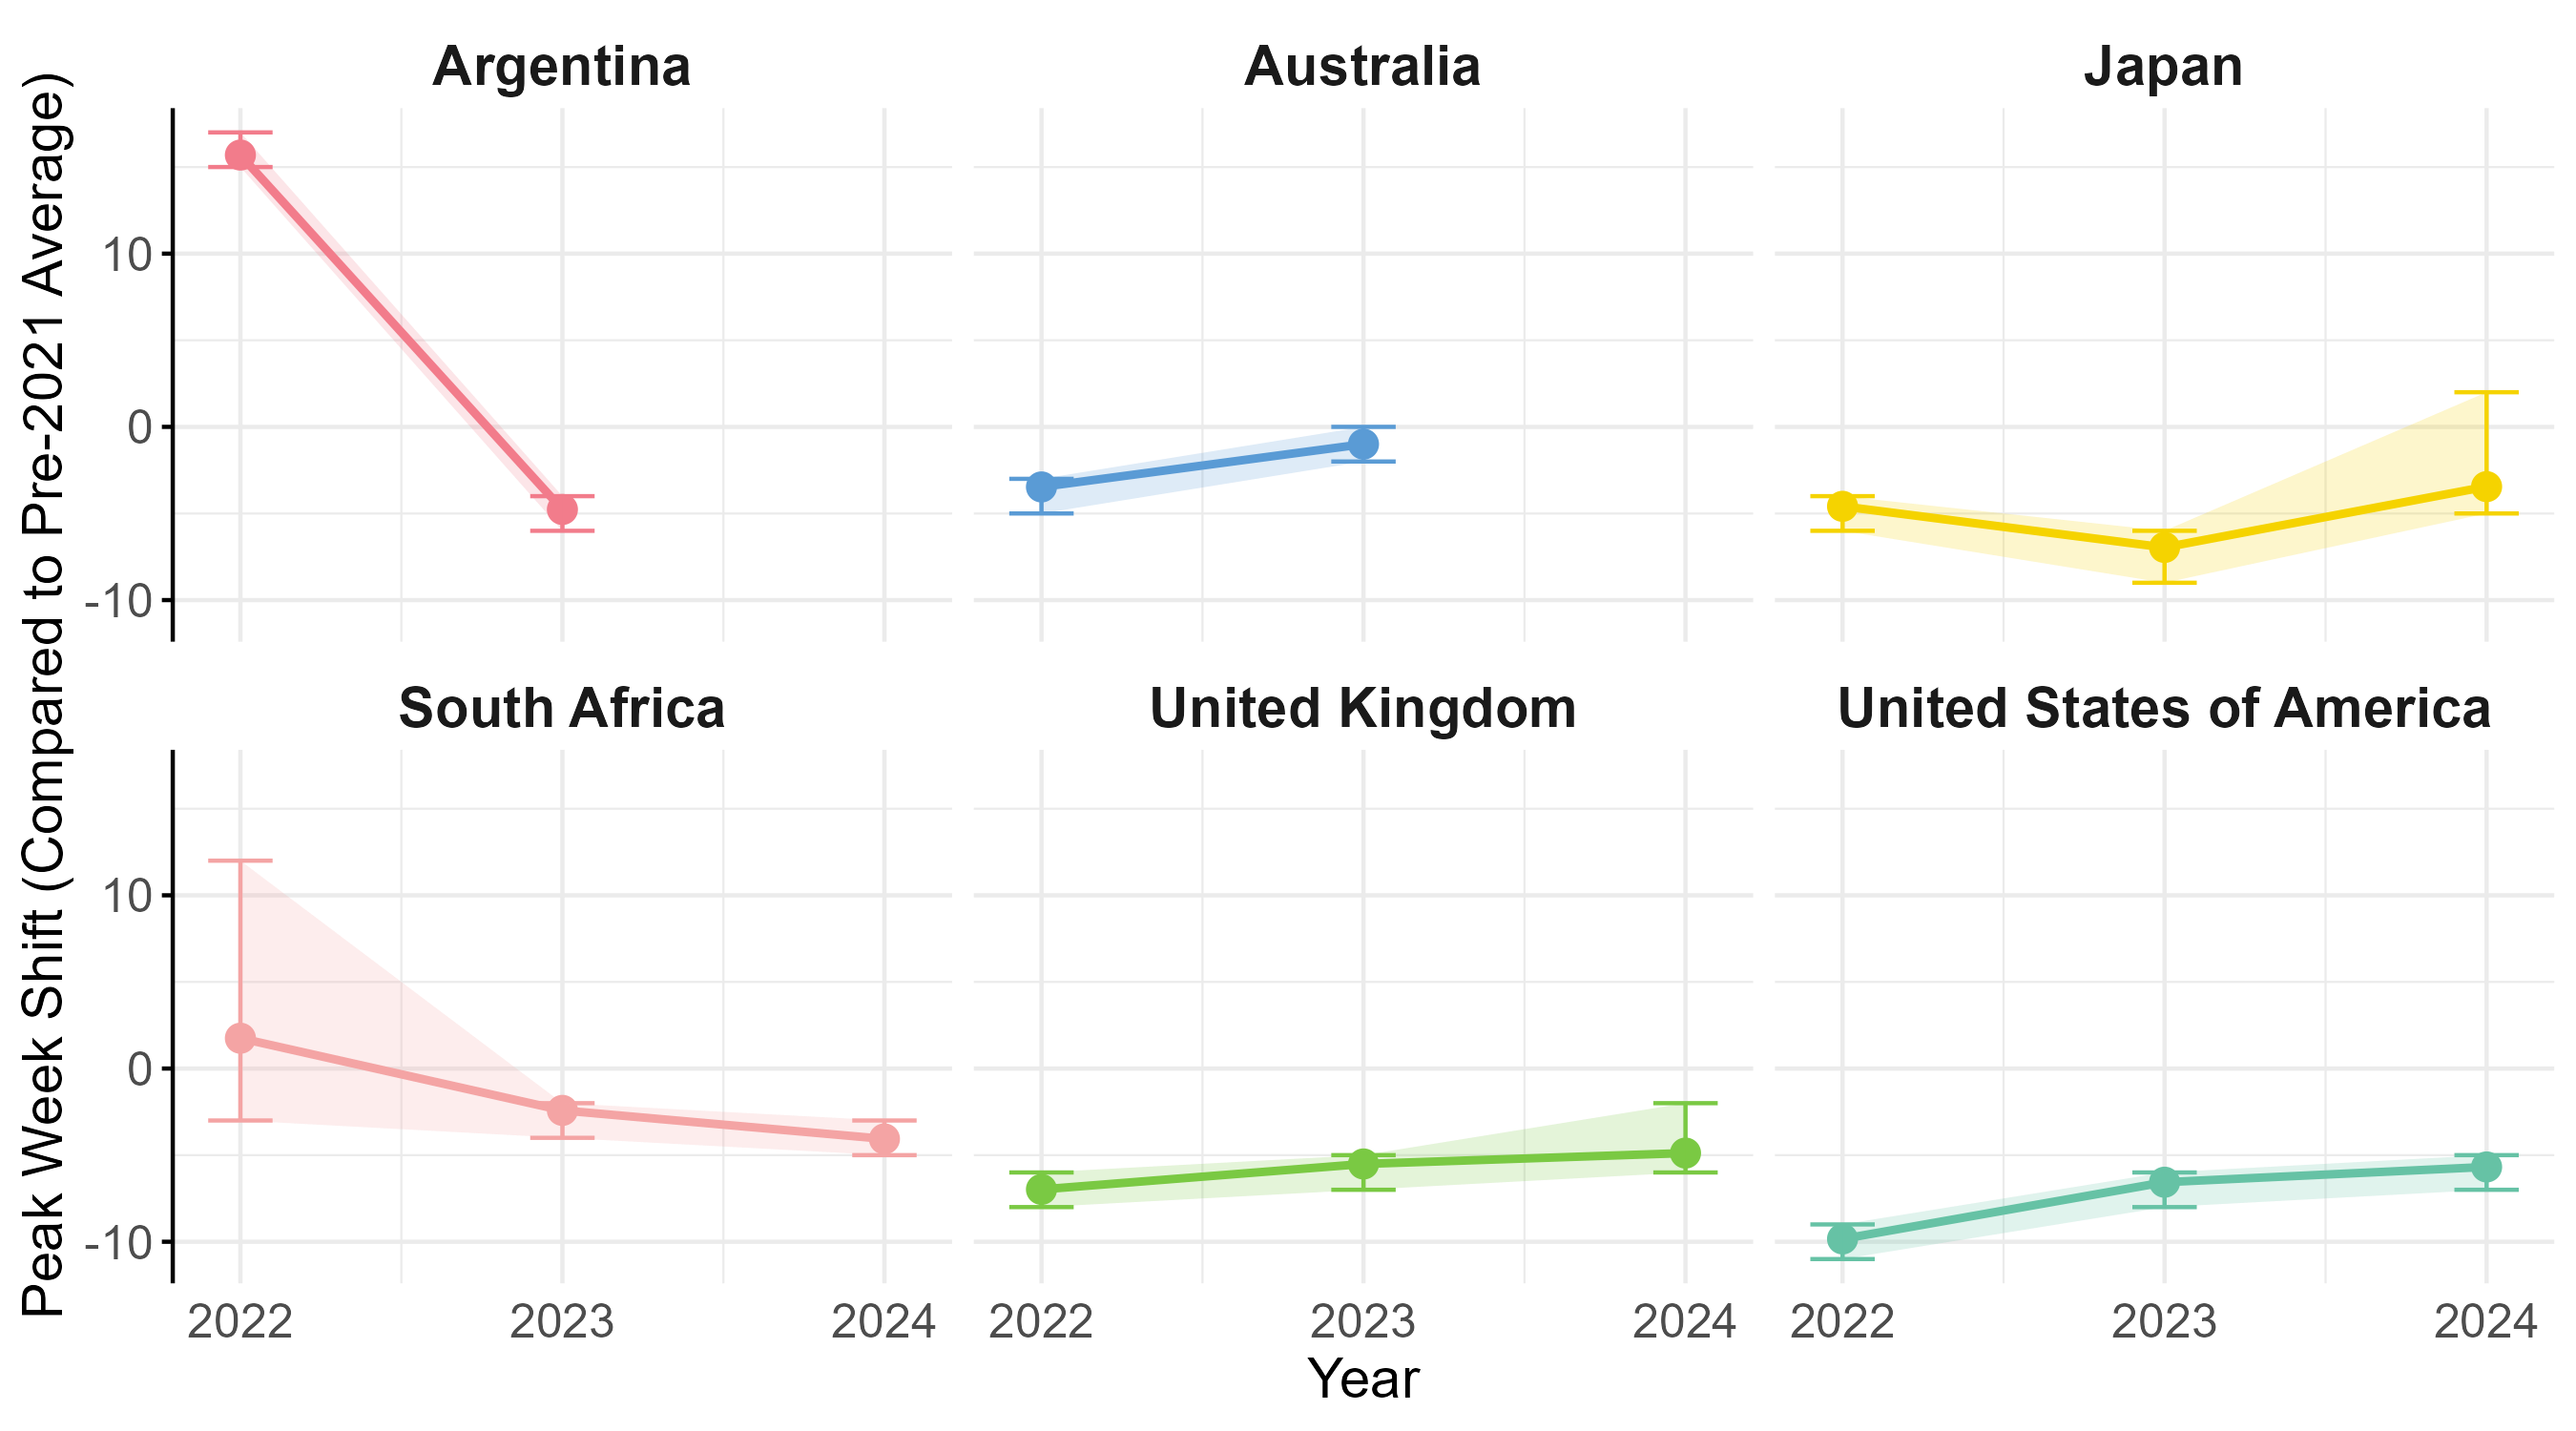 Peak Week Shift (Compared to Pre-2021 Average)
Argentina
Australia
Japan
10
0
-10
South Africa
United Kingdom
United States of America
10
0
-10
2022 2023 2024
2022 2023 2024
2022 2023 2024
Year